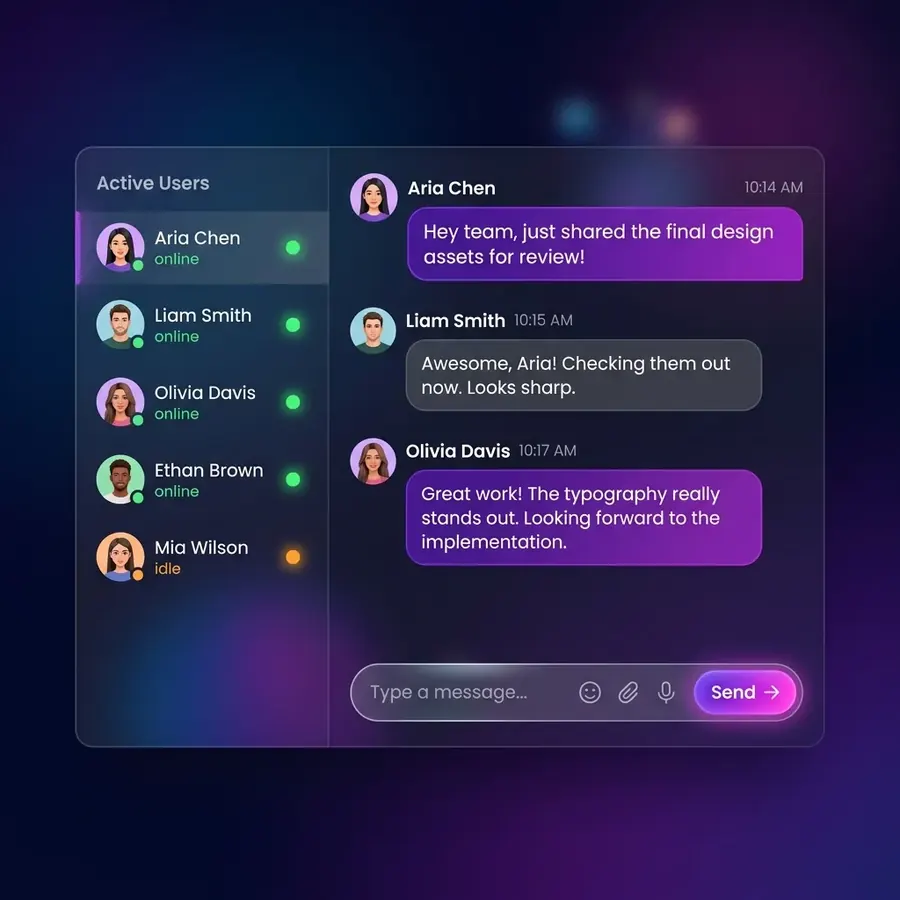 Active Users
Aria Chen
online
Liam Smith
online
Olivia Davis
online
Ethan Brown
online
Mia Wilson
idle
Aria Chen 10:14 AM
Hey team, just shared the final design
assets for review!
Liam Smith 10:15 AM
Awesome, Aria! Checking them out
now. Looks sharp.
Olivia Davis 10:17 AM
Great work! The typography really
stands out. Looking forward to the
implementation.
Type a message...
Send →